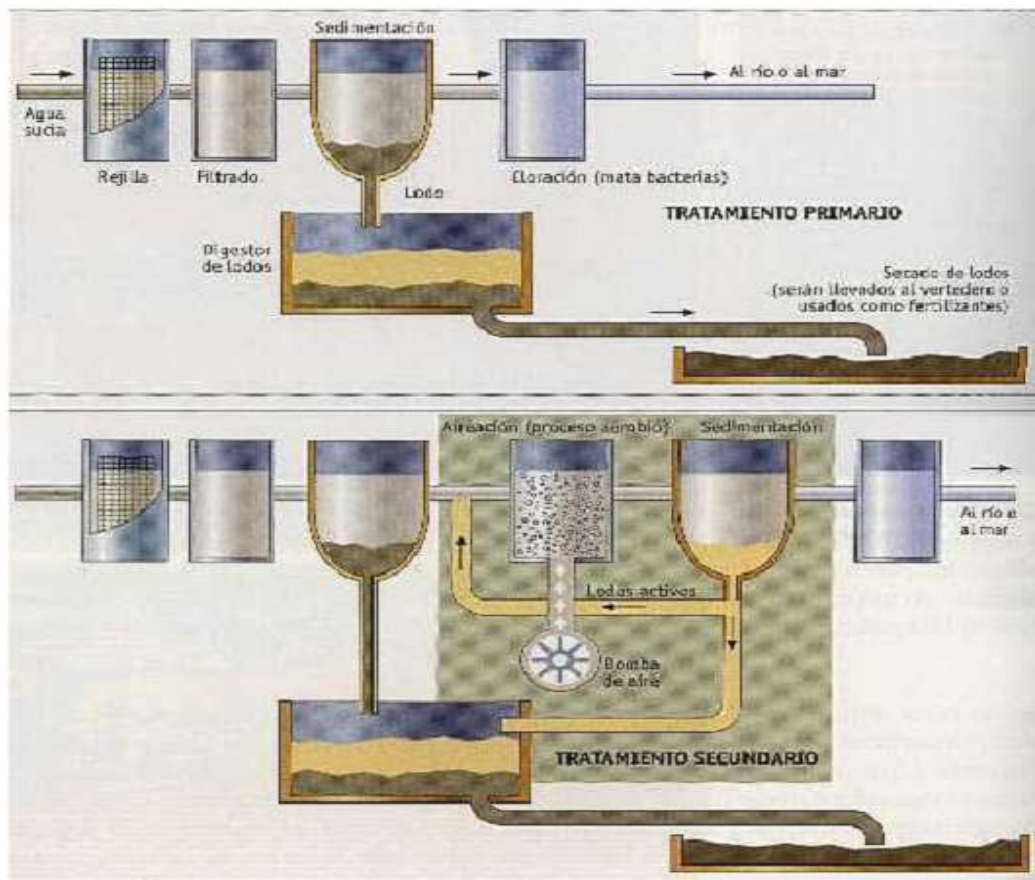 Sedimentación
Al río o al mar
Agua
sucia
Rejilla
Filtrado
Lodo
Cloración (mata bacterias)
TRATAMIENTO PRIMARIO
Digestor
de lodos
Secado de lodos
(serán llevados al vertedero o
usados como fertilizantes)
Aireación (proceso aerobio)
Sedimentación
Al río o
al mar
Lodos activos
Bomba
de aire
TRATAMIENTO SECUNDARIO